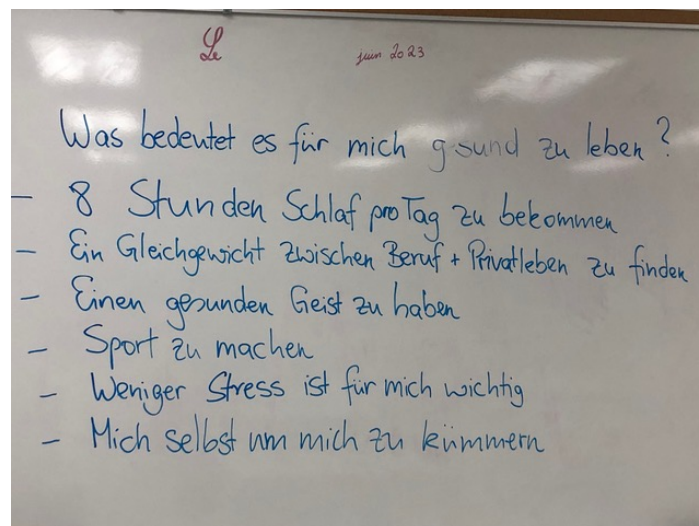 Le juin 2023
Was bedeutet es für mich gesund zu leben?
- 8 Stunden Schlaf pro Tag zu bekommen
- Ein Gleichgewicht zwischen Beruf + Privatleben zu finden
- Einen gesunden Geist zu haben
- Sport zu machen
- Weniger Stress ist für mich wichtig
- Mich selbst um mich zu kümmern